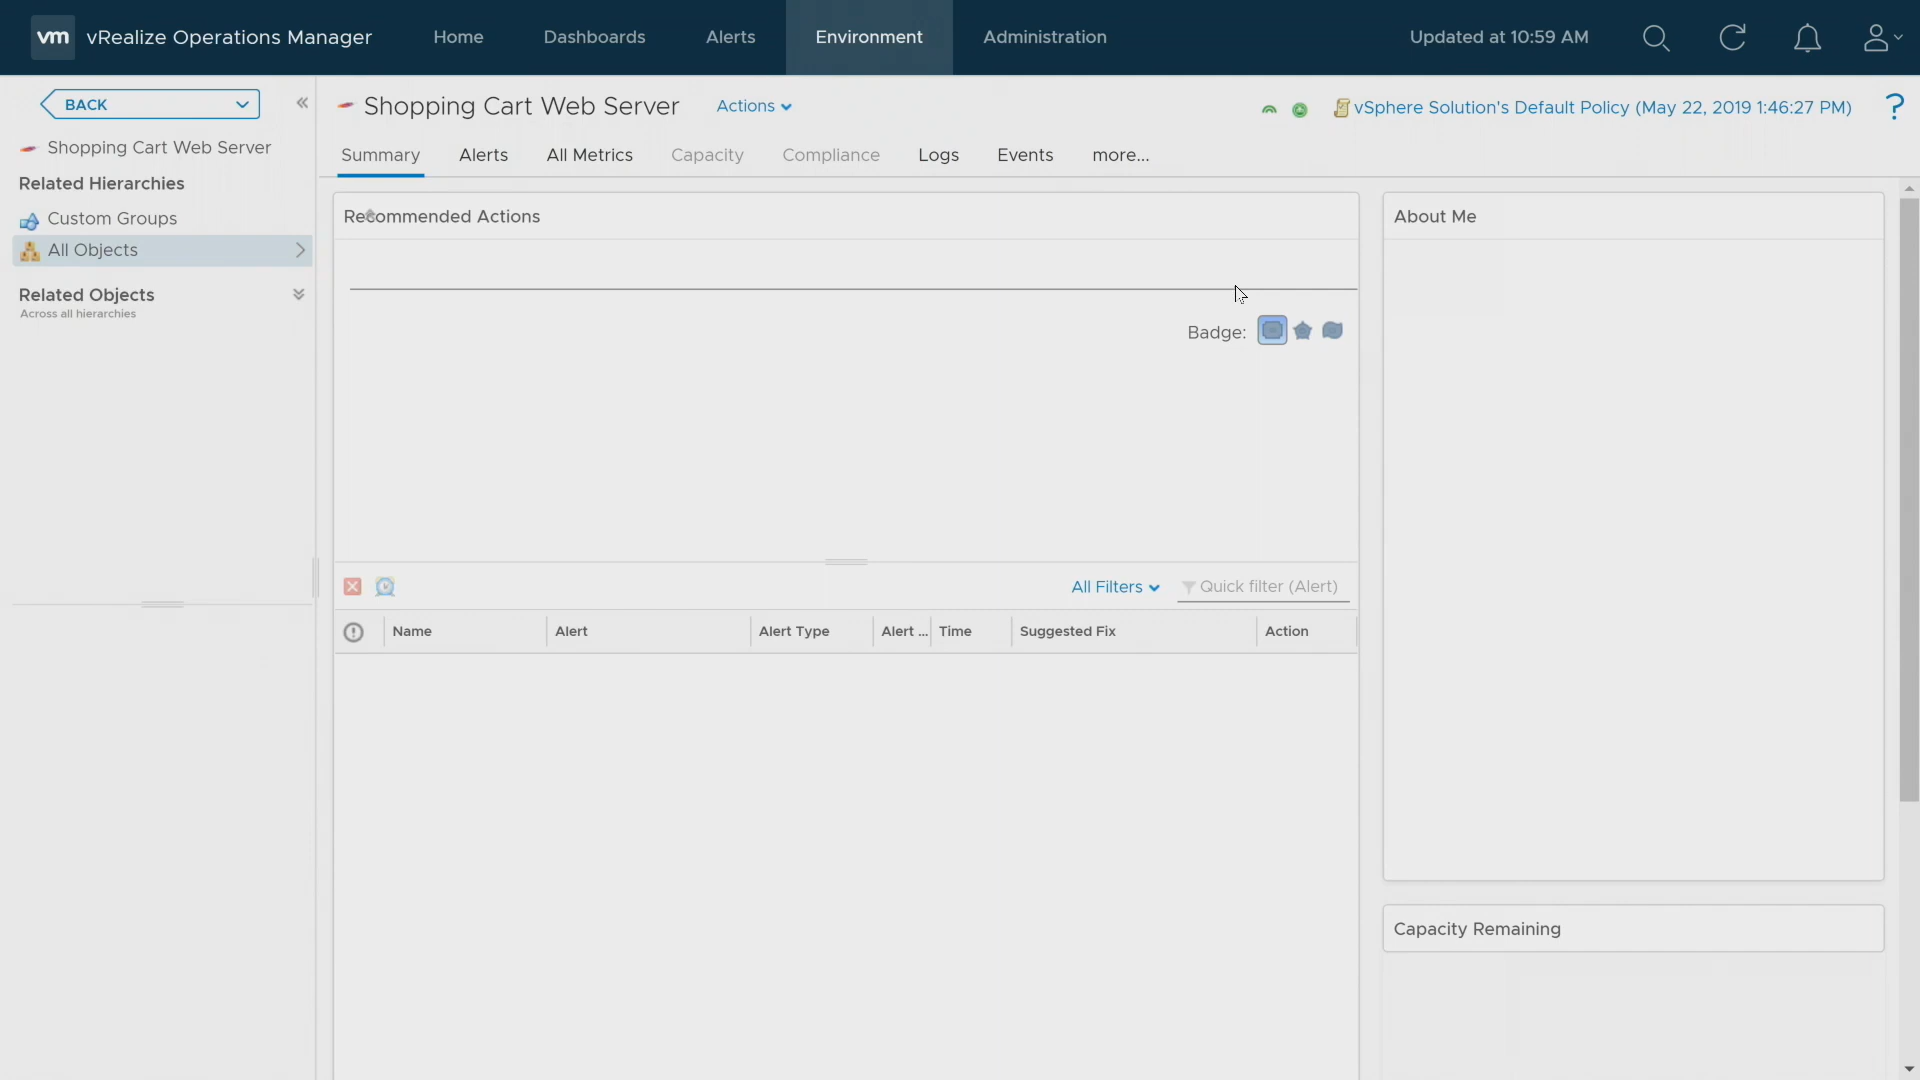 vm vRealize Operations Manager Home Dashboards Alerts Environment Administration Updated at 10:59 AM
BACK
Shopping Cart Web Server Actions vSphere Solution's Default Policy (May 22, 2019 1:46:27 PM) ?
Shopping Cart Web Server
Summary Alerts All Metrics Capacity Compliance Logs Events more...
Related Hierarchies
Custom Groups
All Objects
Related Objects
Across all hierarchies
Recommended Actions
Badge:
All Filters Quick filter (Alert)
Name Alert Alert Type Alert ... Time Suggested Fix Action
About Me
Capacity Remaining